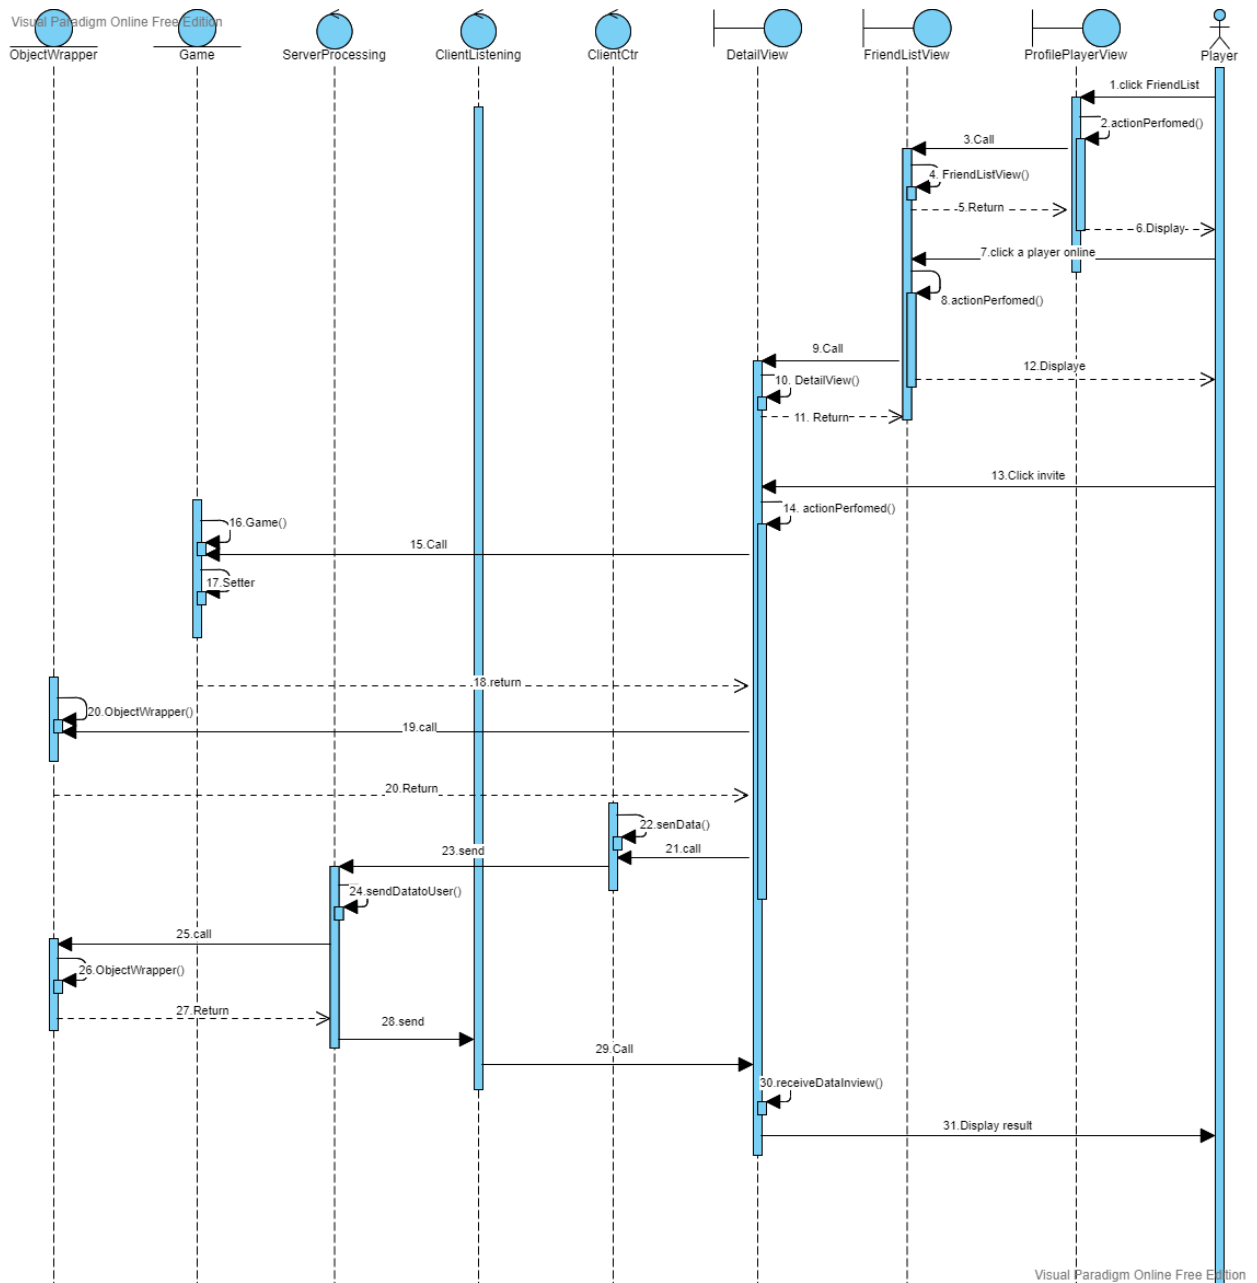 Visual Paradigm Online Free Edition
ObjectWrapper
Game
ServerProcessing
ClientListening
ClientCtr
DetailView
FriendListView
ProfilePlayerView
Player
1.click FriendList
2.actionPerfomed()
3.Call
4. FriendListView()
5.Return
6.Display
7.click a player online
8.actionPerfomed()
9.Call
12.Displaye
10. DetailView()
11. Return
13.Click invite
14. actionPerfomed()
16.Game()
15.Call
17.Setter
18.return
20.ObjectWrapper()
19.call
20.Return
22.senData()
21.call
23.send
24.sendDatatoUser()
25.call
26.ObjectWrapper()
27.Return
28.send
29.Call
30.receiveDataInview()
31.Display result
Visual Paradigm Online Free Edition